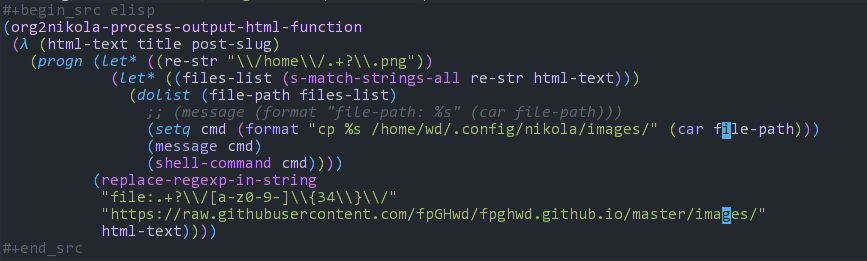 #+begin_src elisp
(org2nikola-process-output-html-function
(λ (html-text title post-slug)
(progn (let* ((re-str "\\/home\\/.+?\\.png"))
(let* ((files-list (s-match-strings-all re-str html-text)))
(dolist (file-path files-list)
;; (message (format "file-path: %s" (car file-path)))
(setq cmd (format "cp %s /home/wd/.config/nikola/images/" (car file-path)))
(message cmd)
(shell-command cmd))))
(replace-regexp-in-string
"file:.+?\\/[a-z0-9-]\\{34\\}\\/"
"https://raw.githubusercontent.com/fpGHwd/fpghwd.github.io/master/images/"
html-text))))
#+end_src